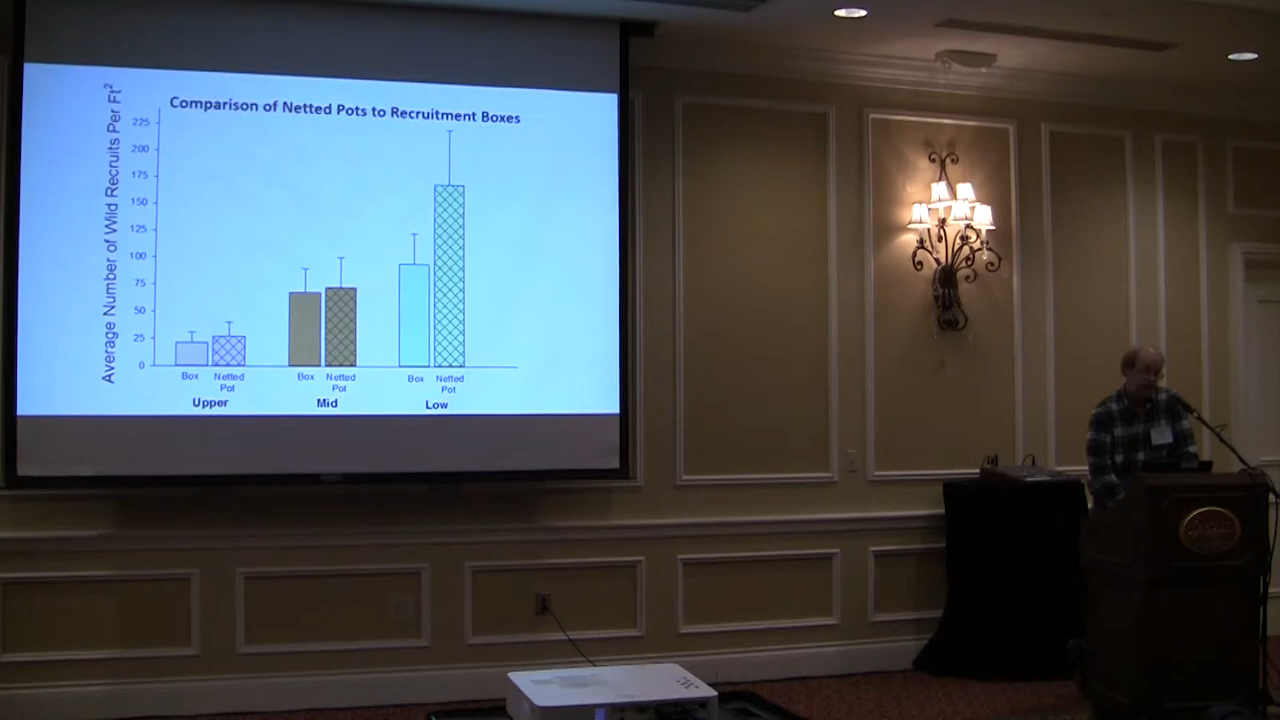 Comparison of Netted Pots to Recruitment Boxes
Average Number of Wild Recruits Per Ft²
225
200
175
150
125
100
75
50
25
0
Box Netted Pot Box Netted Pot Box Netted Pot
Upper Mid Low